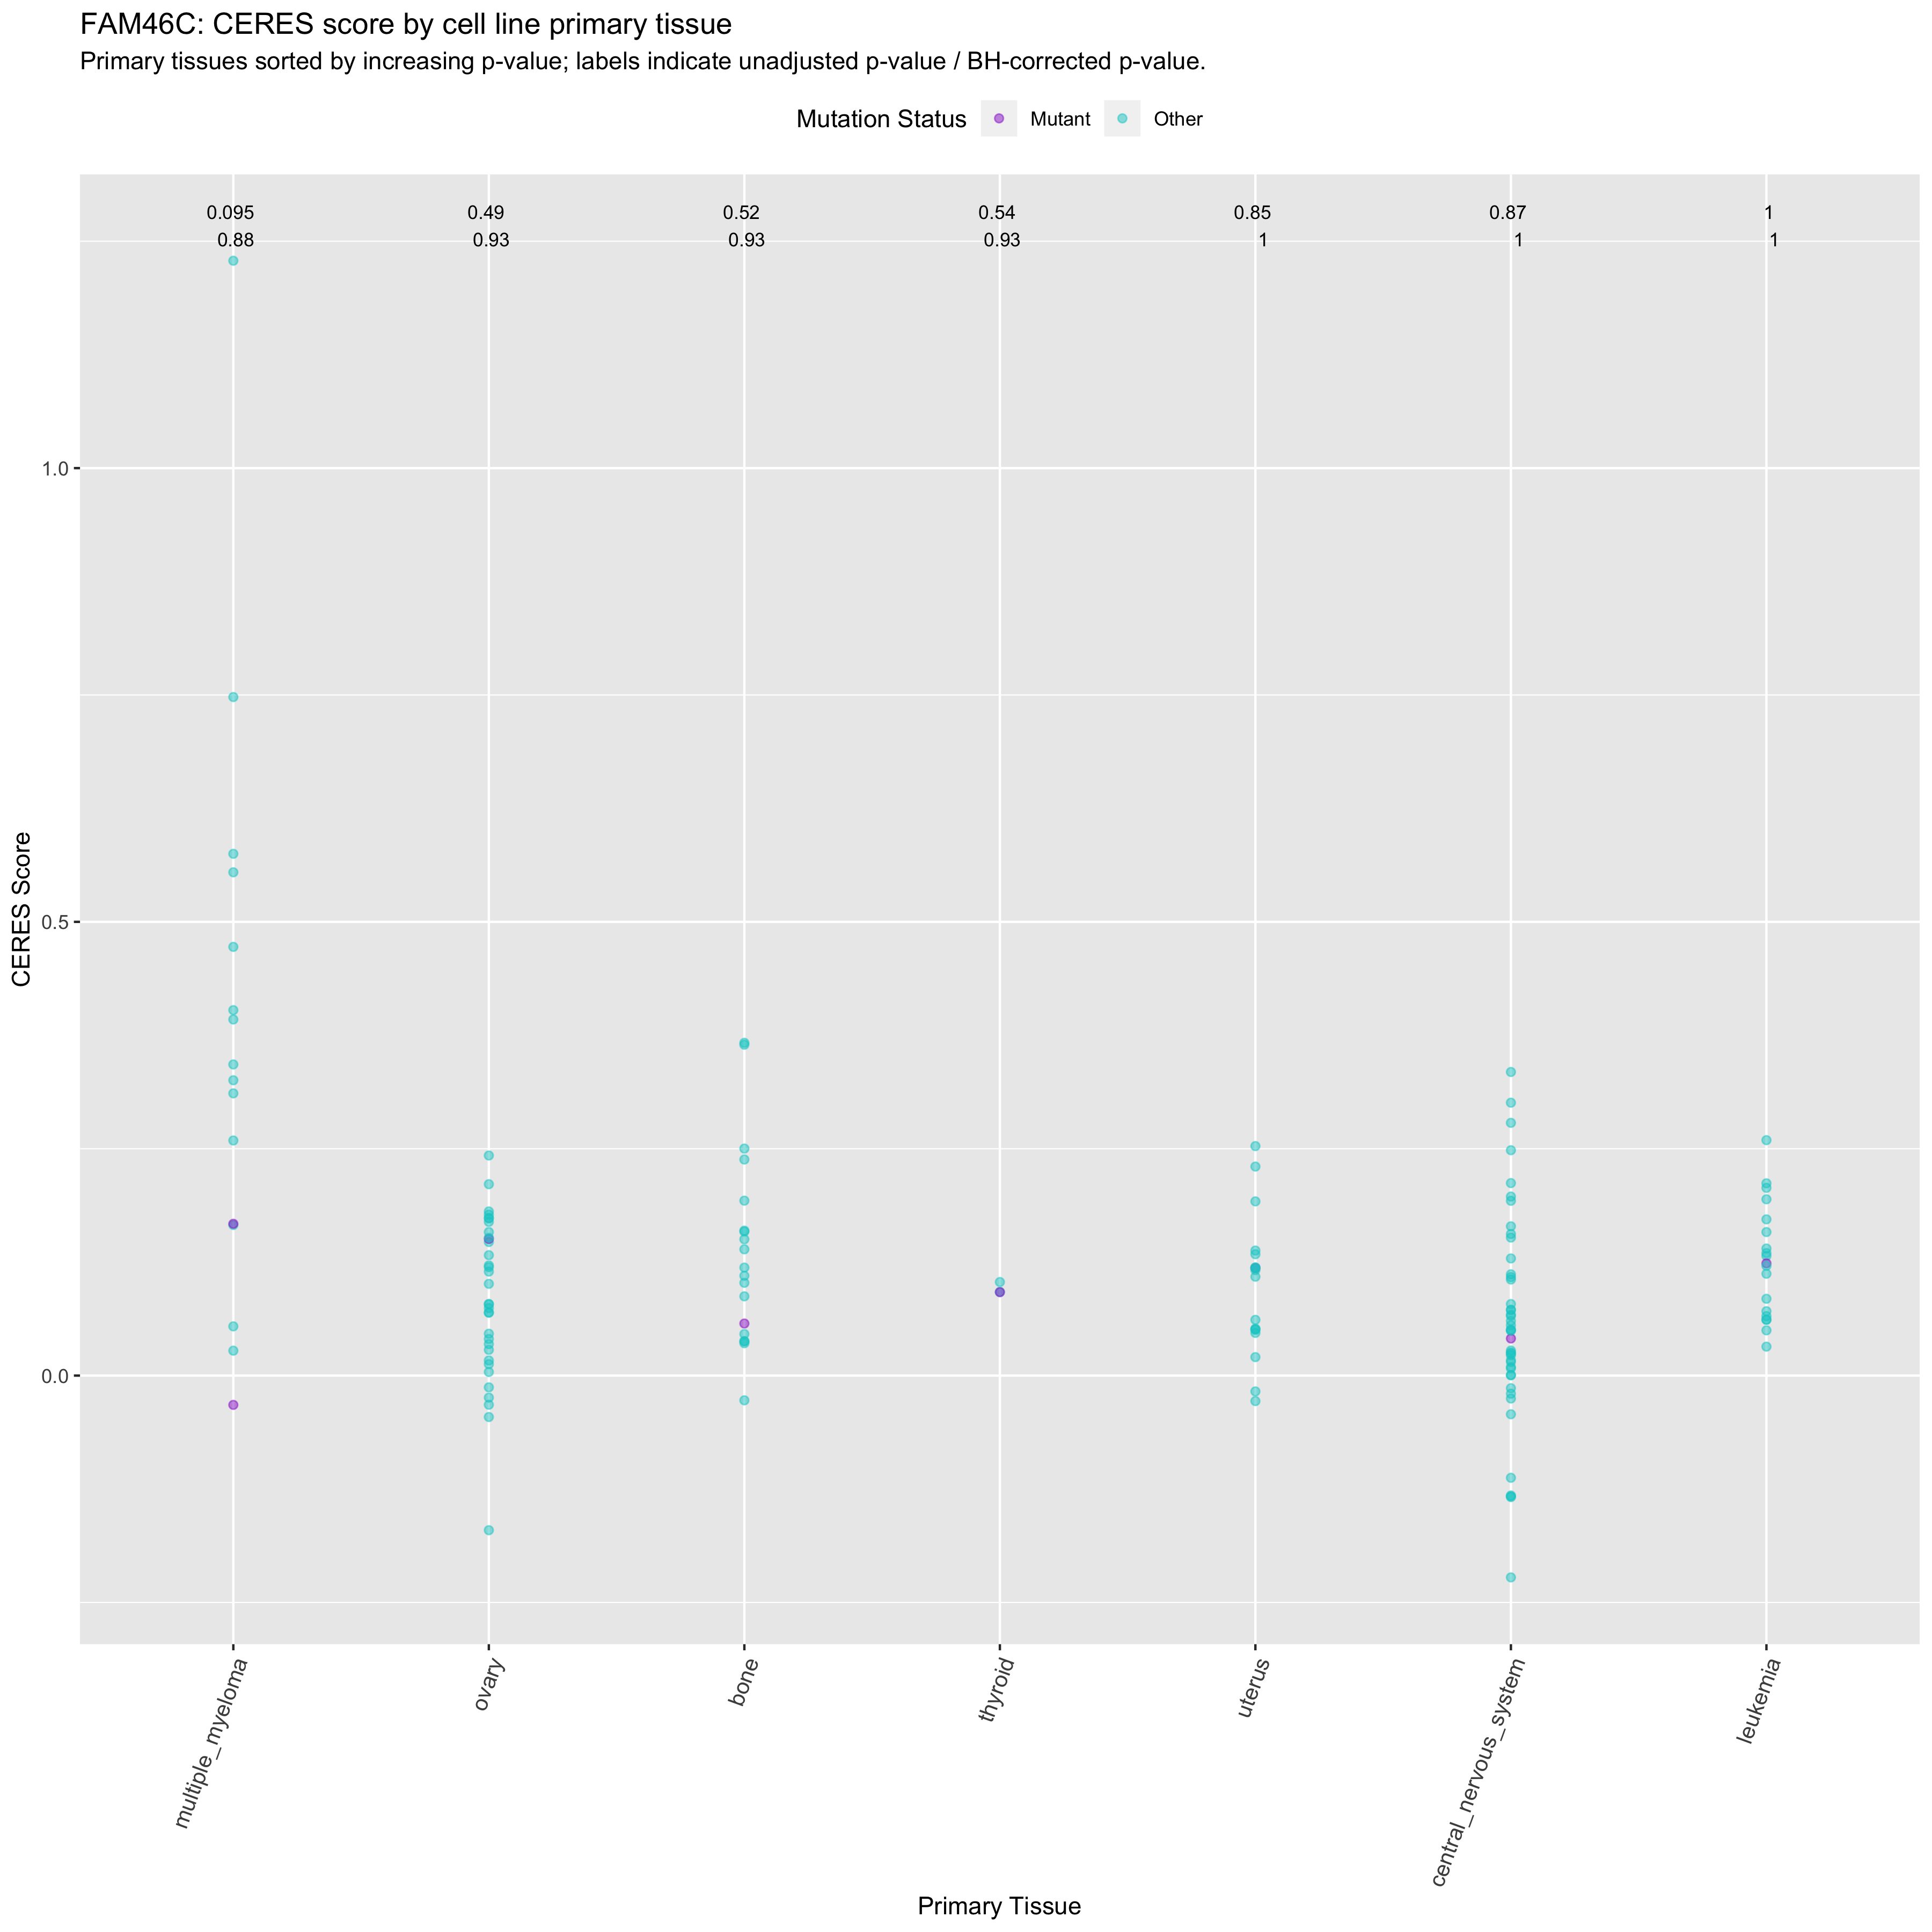 FAM46C: CERES score by cell line primary tissue
Primary tissues sorted by increasing p-value; labels indicate unadjusted p-value / BH-corrected p-value.
Mutation Status Mutant Other
0.095 0.49 0.52 0.54 0.85 0.87 1
0.88 0.93 0.93 0.93 1 1 1
1.0
0.5
0.0
CERES Score
multiple_myeloma ovary bone thyroid uterus central_nervous_system leukemia
Primary Tissue